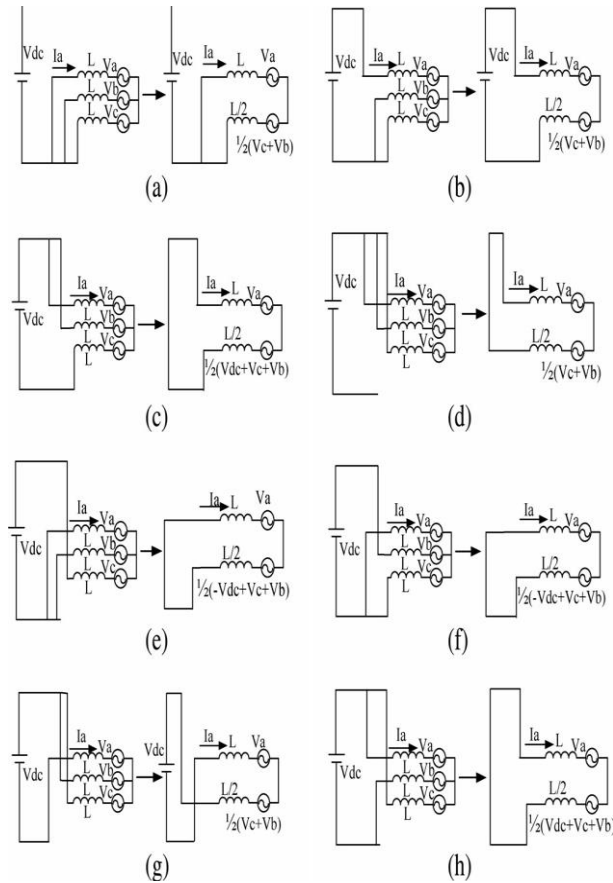 Vdc
Ia L Va
L Vb
L Vc
Vdc
Ia L Va
L/2
½(Vc+Vb)
(a)
Vdc
Ia L Va
L Vb
L Vc
Vdc
Ia L Va
L/2
½(Vc+Vb)
(b)
Vdc
Ia Va
L Vb
L Vc
L
Ia L Va
L/2
½(Vdc+Vc+Vb)
(c)
Vdc
Ia Va
L Vb
L Vc
L
Ia L Va
L/2
½(Vc+Vb)
(d)
Vdc
Ia Va
L Vb
L Vc
L
Ia L Va
L/2
½(-Vdc+Vc+Vb)
(e)
Vdc
Ia Va
L Vb
L Vc
L
Ia L Va
L/2
½(-Vdc+Vc+Vb)
(f)
Vdc
Ia Va
L Vb
L Vc
L
Vdc
Ia L Va
L/2
½(Vc+Vb)
(g)
Vdc
Ia Va
L Vb
L Vc
L
Ia L Va
L/2
½(Vdc+Vc+Vb)
(h)